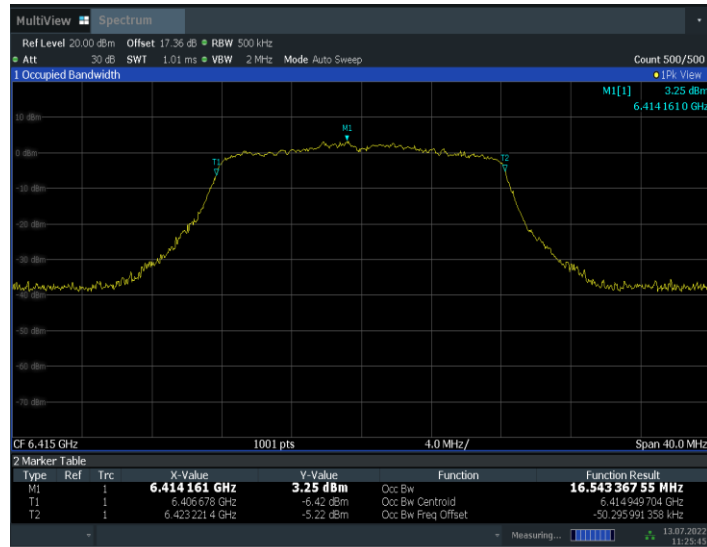 MultiView Spectrum
Ref Level 20.00 dBm Offset 17.36 dB RBW 500 kHz
Att 30 dB SWT 1.01 ms VBW 2 MHz Mode Auto Sweep Count 500/500
1 Occupied Bandwidth 1Pk View
M1[1] 3.25 dBm
6.414 161 0 GHz
10 dBm
M1
0 dBm
T1
T2
-10 dBm
-20 dBm
-30 dBm
-40 dBm
-50 dBm
-60 dBm
-70 dBm
CF 6.415 GHz 1001 pts 4.0 MHz/ Span 40.0 MHz
2 Marker Table
Type Ref Trc X-Value Y-Value Function Function Result
M1 1 6.414 161 GHz 3.25 dBm Occ Bw 16.543 367 55 MHz
T1 1 6.406 678 GHz -6.42 dBm Occ Bw Centroid 6.414 949 704 GHz
T2 1 6.423 221 4 GHz -5.22 dBm Occ Bw Freq Offset -50.295 991 358 kHz
Measuring... 13.07.2022
11:25:45